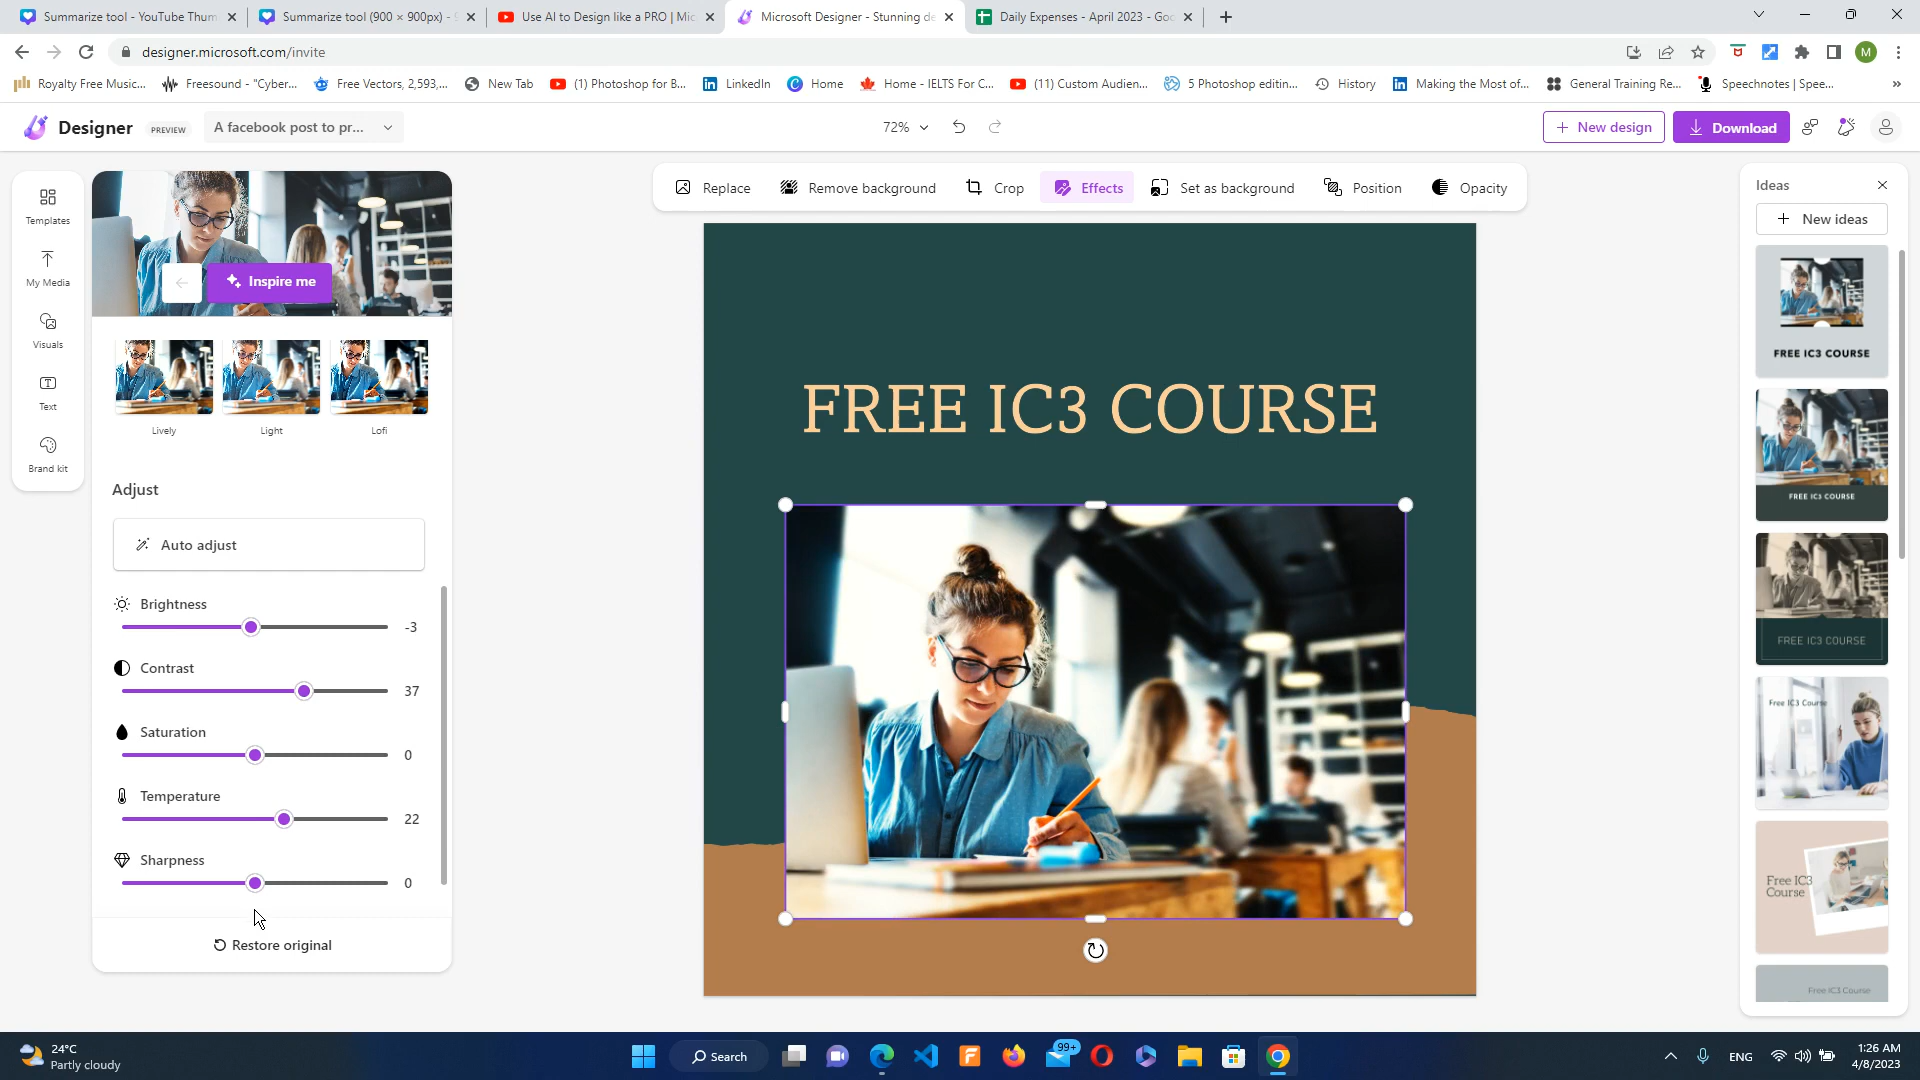 Summarize tool - YouTube Thum
Summarize tool (900 × 900px) - S
Use AI to Design like a PRO | Mic
Microsoft Designer - Stunning de
Daily Expenses - April 2023 - Goo
designer.microsoft.com/invite
M
Royalty Free Music...
Freesound - "Cyber...
Free Vectors, 2,593,...
New Tab
(1) Photoshop for B...
LinkedIn
Home
Home - IELTS For C...
(11) Custom Audien...
5 Photoshop editin...
History
Making the Most of...
General Training Re...
Speechnotes | Spee...
Designer
PREVIEW
A facebook post to pr...
72%
New design
Download
Templates
My Media
Visuals
Text
Brand kit
Inspire me
Lively
Light
Lofi
Adjust
Auto adjust
Brightness
-3
Contrast
37
Saturation
0
Temperature
22
Sharpness
0
Restore original
Replace
Remove background
Crop
Effects
Set as background
Position
Opacity
FREE IC3 COURSE
Ideas
New ideas
FREE IC3 COURSE
FREE IC3 COURSE
FREE IC3 COURSE
Free IC3 Course
Free IC3
Course
Free IC3 Course
24°C
Partly cloudy
Search
99+
ENG
1:26 AM
4/8/2023